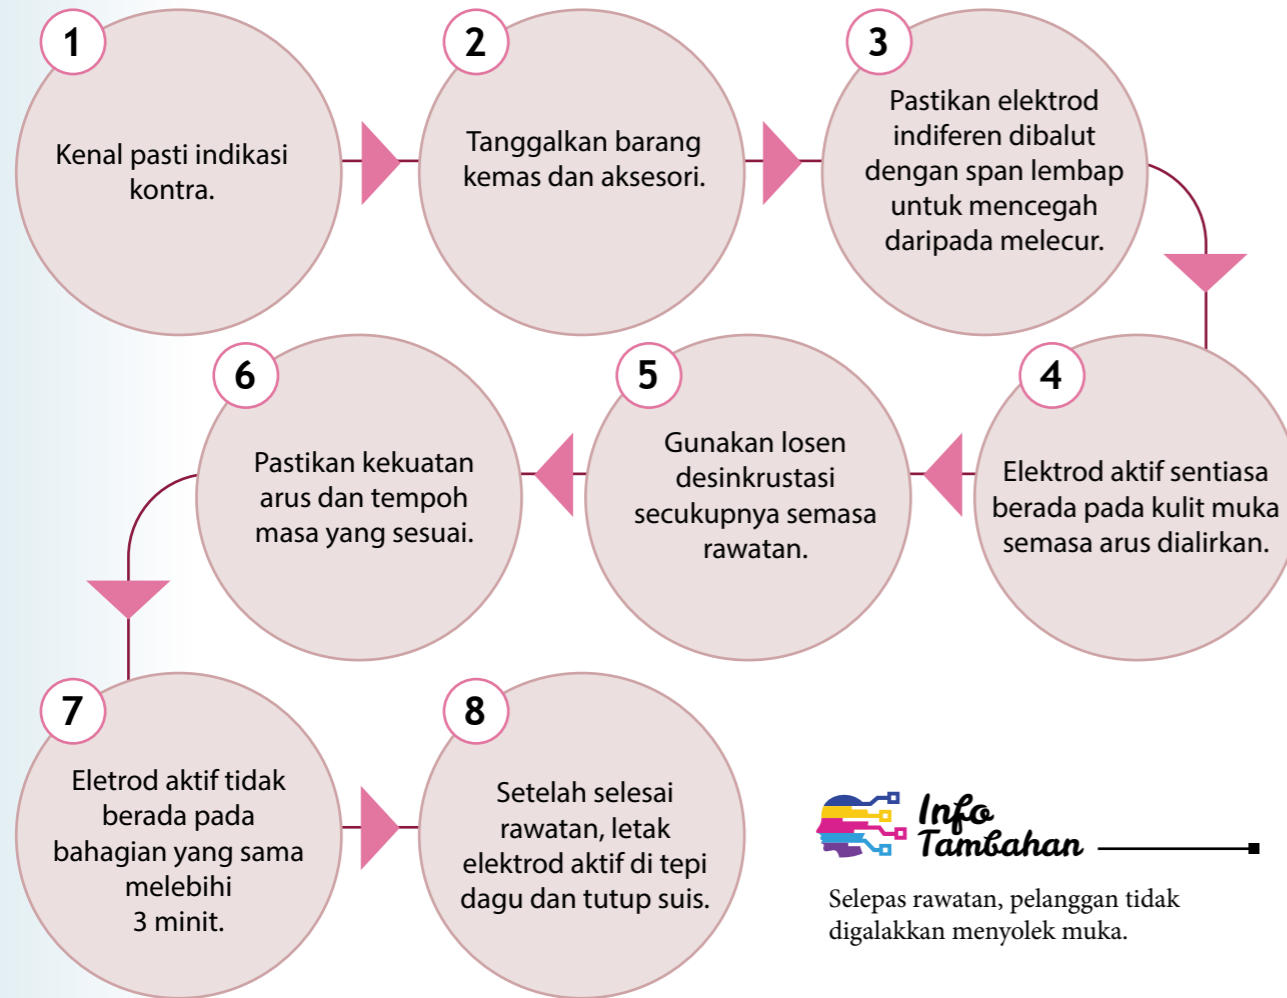 1
Kenal pasti indikasi
kontra.
2
Tanggalkan barang
kemas dan aksesori.
3
Pastikan elektrod
indiferen dibalut
dengan span lembap
untuk mencegah
daripada melecur.
4
Elektrod aktif sentiasa
berada pada kulit muka
semasa arus dialirkan.
5
Gunakan losen
desinkrustasi
secukupnya semasa
rawatan.
6
Pastikan kekuatan
arus dan tempoh
masa yang sesuai.
7
Eletrod aktif tidak
berada pada
bahagian yang sama
melebihi
3 minit.
8
Setelah selesai
rawatan, letak
elektrod aktif di tepi
dagu dan tutup suis.
Info
Tambahan
Selepas rawatan, pelanggan tidak
digalakkan menyolek muka.